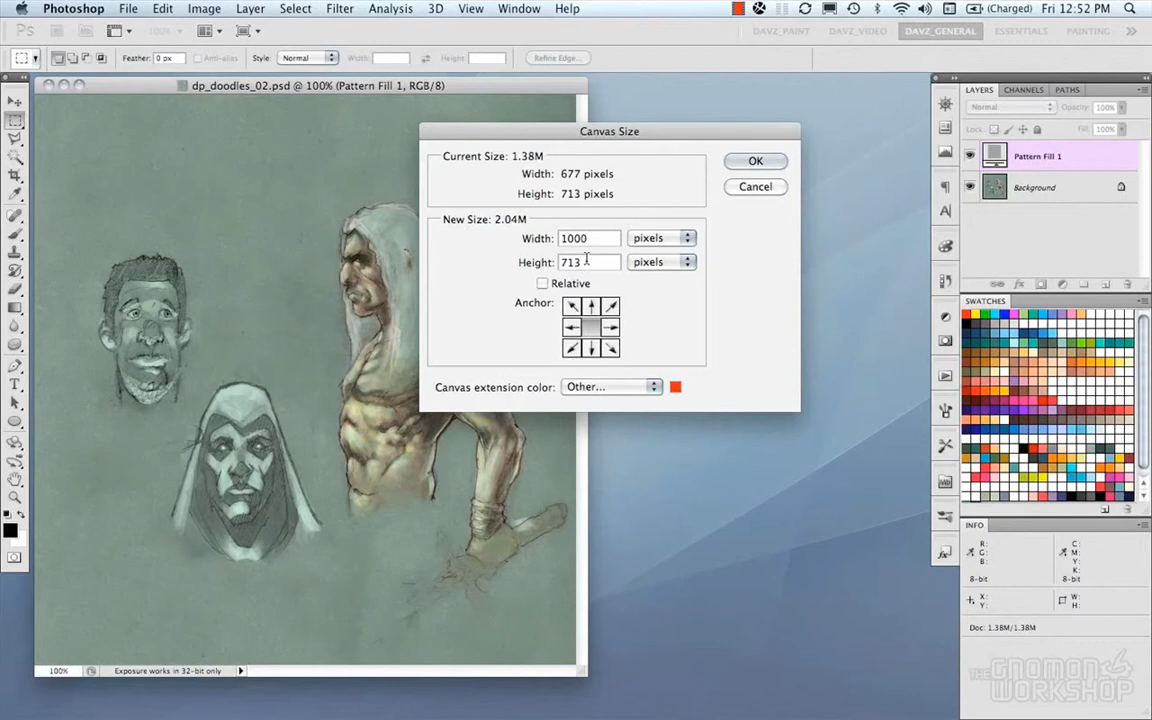 Photoshop File Edit Image Layer Select Filter Analysis 3D View Window Help (Charged) Fri 12:52 PM
Ps 100% DAVZ_PAINT DAVZ_VIDEO DAVZ_GENERAL ESSENTIALS PAINTING
Feather: 0 px Anti-alias Style: Normal Width: Height: Refine Edge...
dp_doodles_02.psd @ 100% (Pattern Fill 1, RGB/8)
Canvas Size
Current Size: 1.38M
Width: 677 pixels
Height: 713 pixels
OK
Cancel
New Size: 2.04M
Width: 1000 pixels
Height: 713 pixels
Relative
Anchor:
Canvas extension color: Other...
LAYERS CHANNELS PATHS
Normal Opacity: 100%
Lock: Fill: 100%
Pattern Fill 1
Background
SWATCHES
INFO
R: C:
G: M:
B: Y:
K:
8-bit 8-bit
X: W:
Y: H:
Doc: 1.38M/1.38M
100% Exposure works in 32-bit only
THE GNOMON WORKSHOP